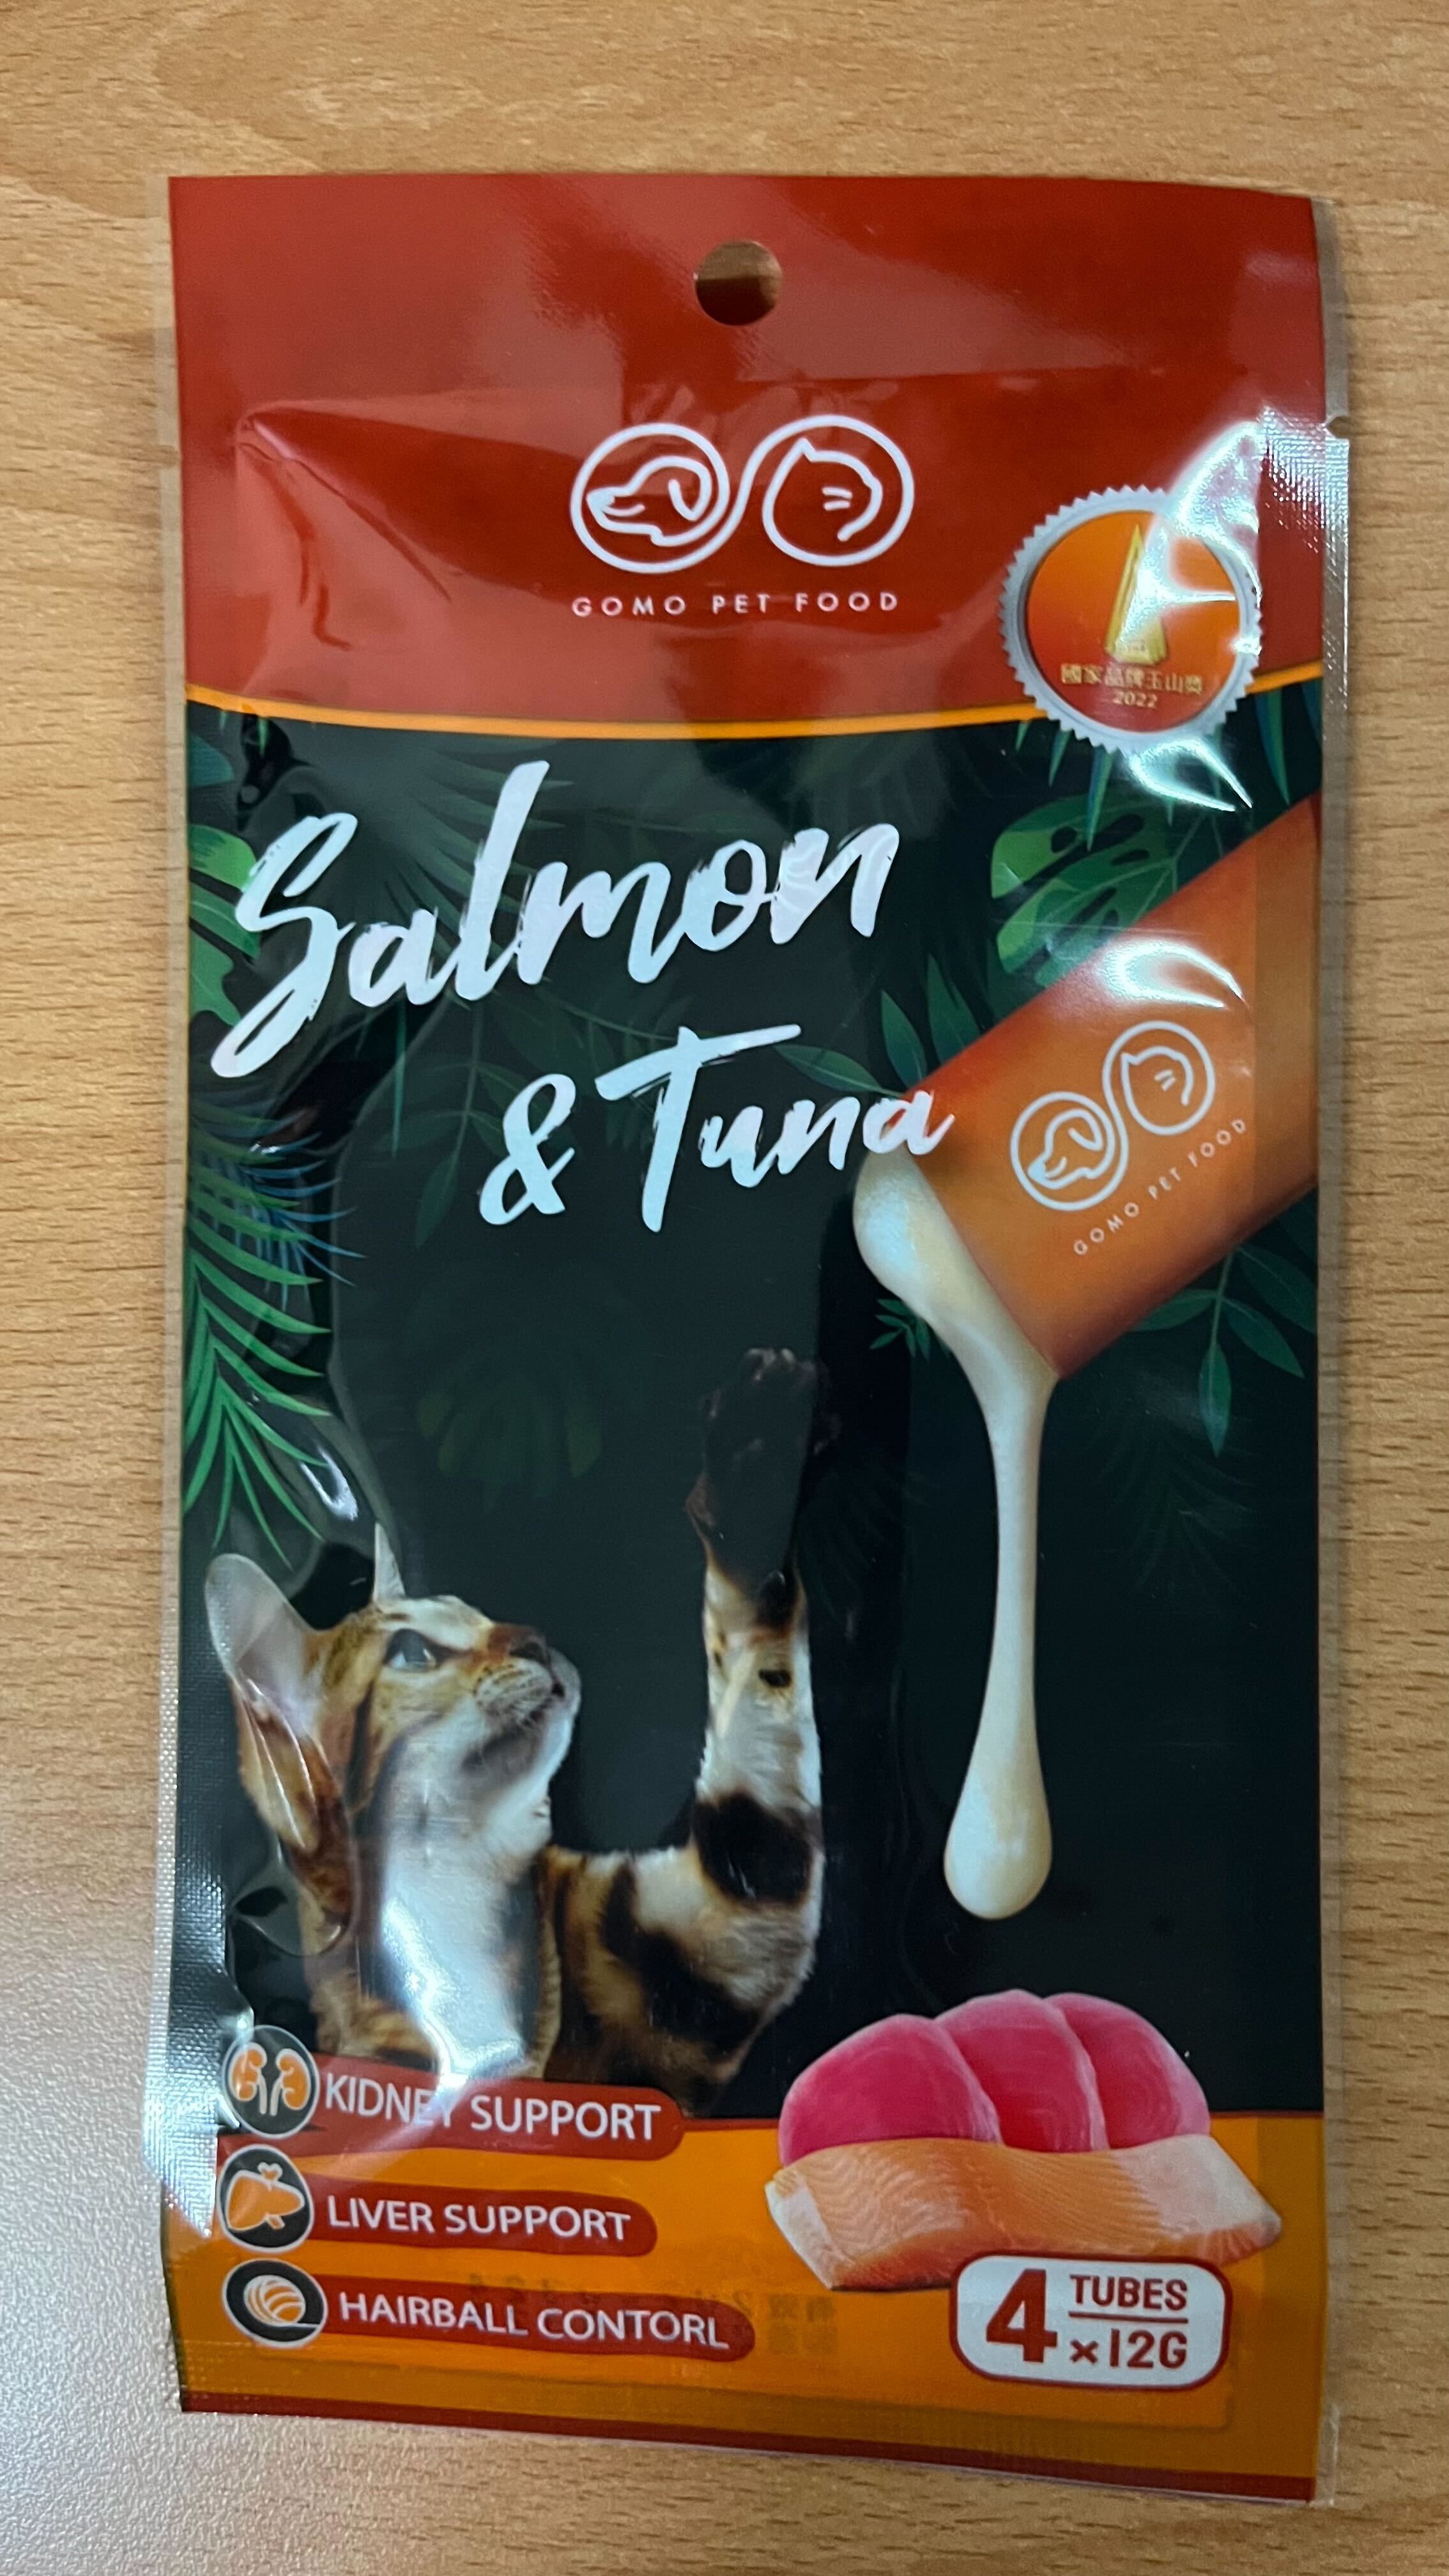 GOMO PET FOOD
國家品牌玉山獎
2022
Salmon
& Tuna
GOMO PET FOOD
KIDNEY SUPPORT
LIVER SUPPORT
HAIRBALL CONTORL
4 TUBES
×12G